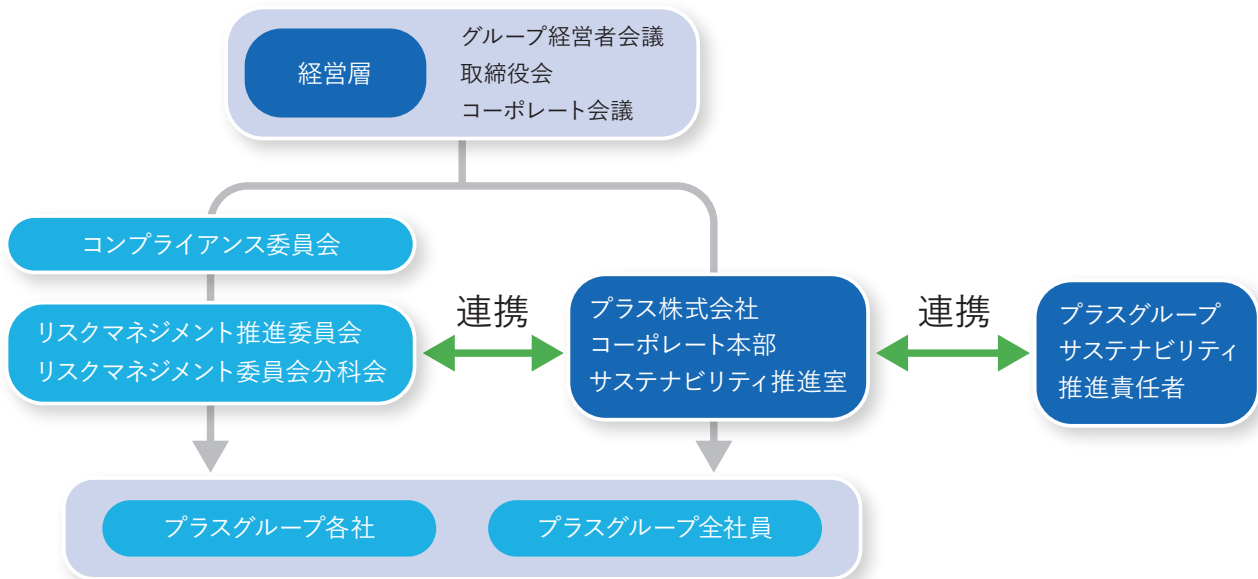 経営層
グループ経営者会議
取締役会
コーポレート会議
コンプライアンス委員会
リスクマネジメント推進委員会
リスクマネジメント委員会分科会
連携
プラス株式会社
コーポレート本部
サステナビリティ推進室
連携
プラスグループ
サステナビリティ
推進責任者
プラスグループ各社
プラスグループ全社員